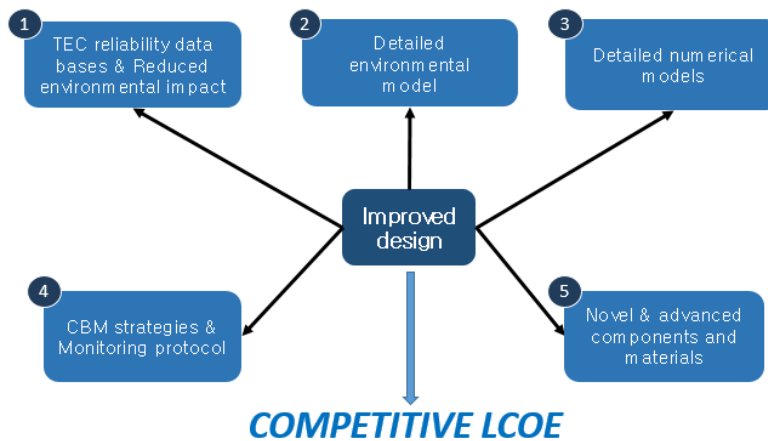 1
TEC reliability data
bases & Reduced
environmental impact
2
Detailed
environmental
model
3
Detailed numerical
models
Improved
design
4
CBM strategies &
Monitoring protocol
5
Novel & advanced
components and
materials
COMPETITIVE LCOE